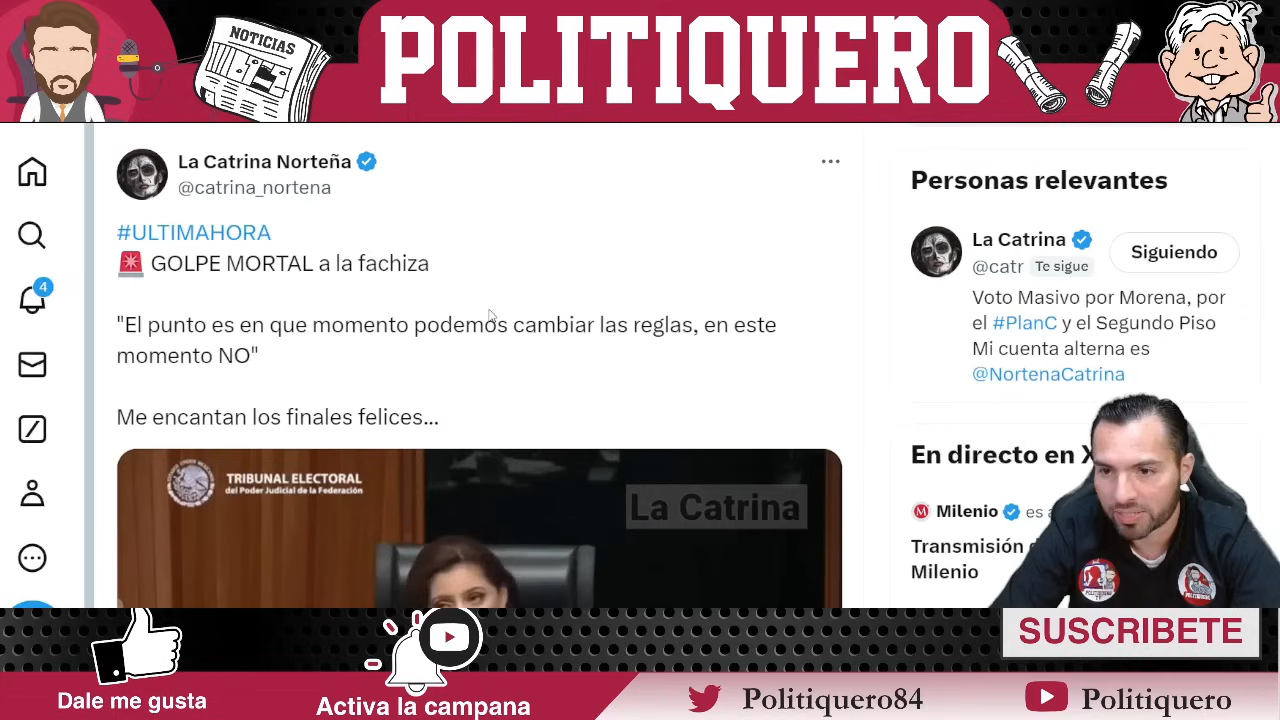 NOTICIAS
POLITIQUERO
La Catrina Norteña
@catrina_nortena
#ULTIMAHORA
GOLPE MORTAL a la fachiza
"El punto es en que momento podemos cambiar las reglas, en este
momento NO"
Me encantan los finales felices...
TRIBUNAL ELECTORAL
del Poder Judicial de la Federación
La Catrina
4
Personas relevantes
La Catrina
@catr Te sigue
Siguiendo
Voto Masivo por Morena, por
el #PlanC y el Segundo Piso
Mi cuenta alterna es
@NortenaCatrina
En directo en X
Milenio es
Transmisión
Milenio
SUSCRIBETE
Dale me gusta
Activa la campana
Politiquero84
Politiquero